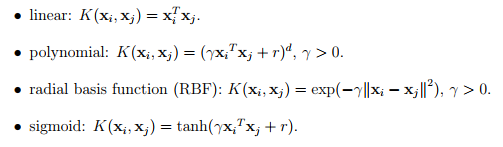 • linear: K(xᵢ, xⱼ) = xᵢᵀxⱼ.
• polynomial: K(xᵢ, xⱼ) = (γxᵢᵀxⱼ + r)ᵈ, γ > 0.
• radial basis function (RBF): K(xᵢ, xⱼ) = exp(−γ‖xᵢ − xⱼ‖²), γ > 0.
• sigmoid: K(xᵢ, xⱼ) = tanh(γxᵢᵀxⱼ + r).